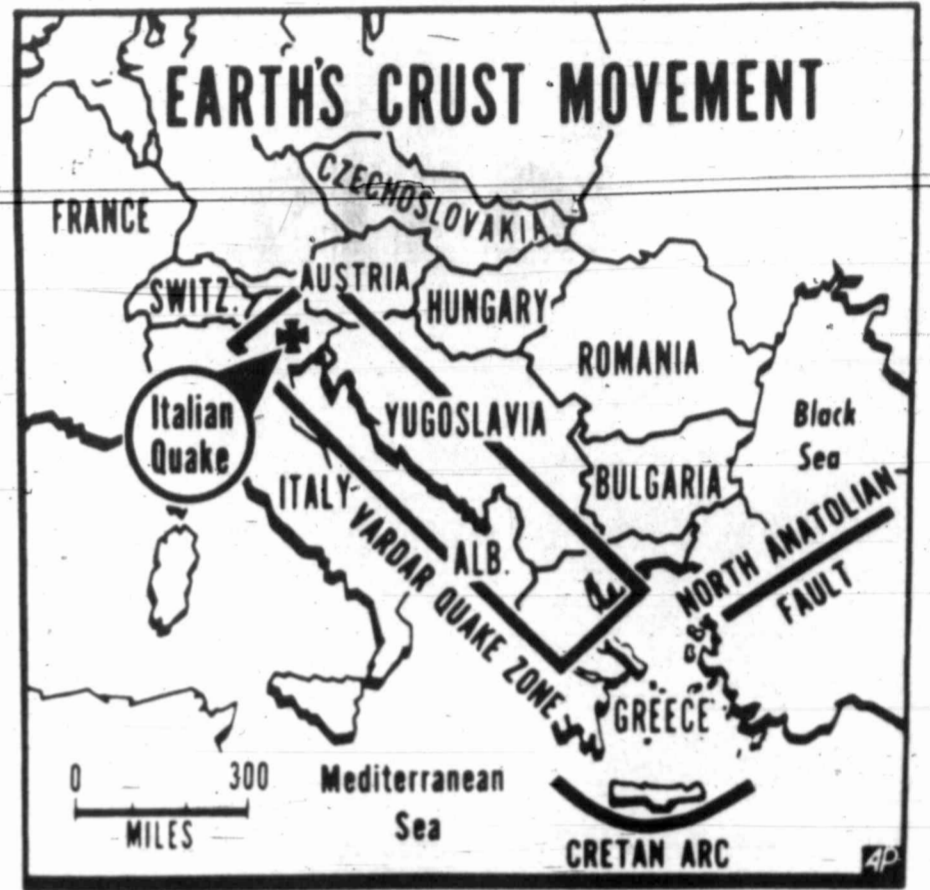 EARTH'S CRUST MOVEMENT
CZECHOSLOVAKIA
FRANCE
AUSTRIA
SWITZ.
HUNGARY
ROMANIA
Italian
Quake
YUGOSLAVIA
Black
Sea
ITALY
BULGARIA
VARDAR QUAKE ZONE
ALB.
NORTH ANATOLIAN
FAULT
GREECE
0 300
MILES
Mediterranean
Sea
CRETAN ARC
AP